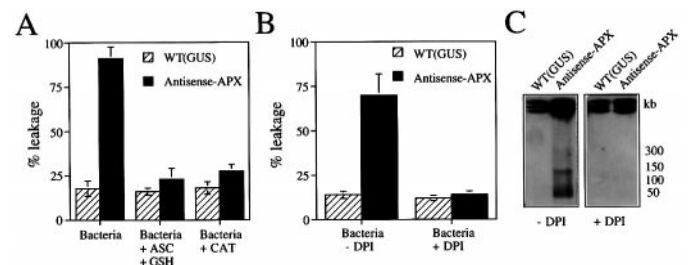 A
% leakage
100
75
50
25
0
WT(GUS)
Antisense-APX
Bacteria
Bacteria
+ ASC
+ GSH
Bacteria
+ CAT
B
% leakage
100
75
50
25
0
WT(GUS)
Antisense-APX
Bacteria
- DPI
Bacteria
+ DPI
C
WT(GUS)
Antisense-APX
WT(GUS)
Antisense-APX
kb
300
150
100
50
- DPI
+ DPI